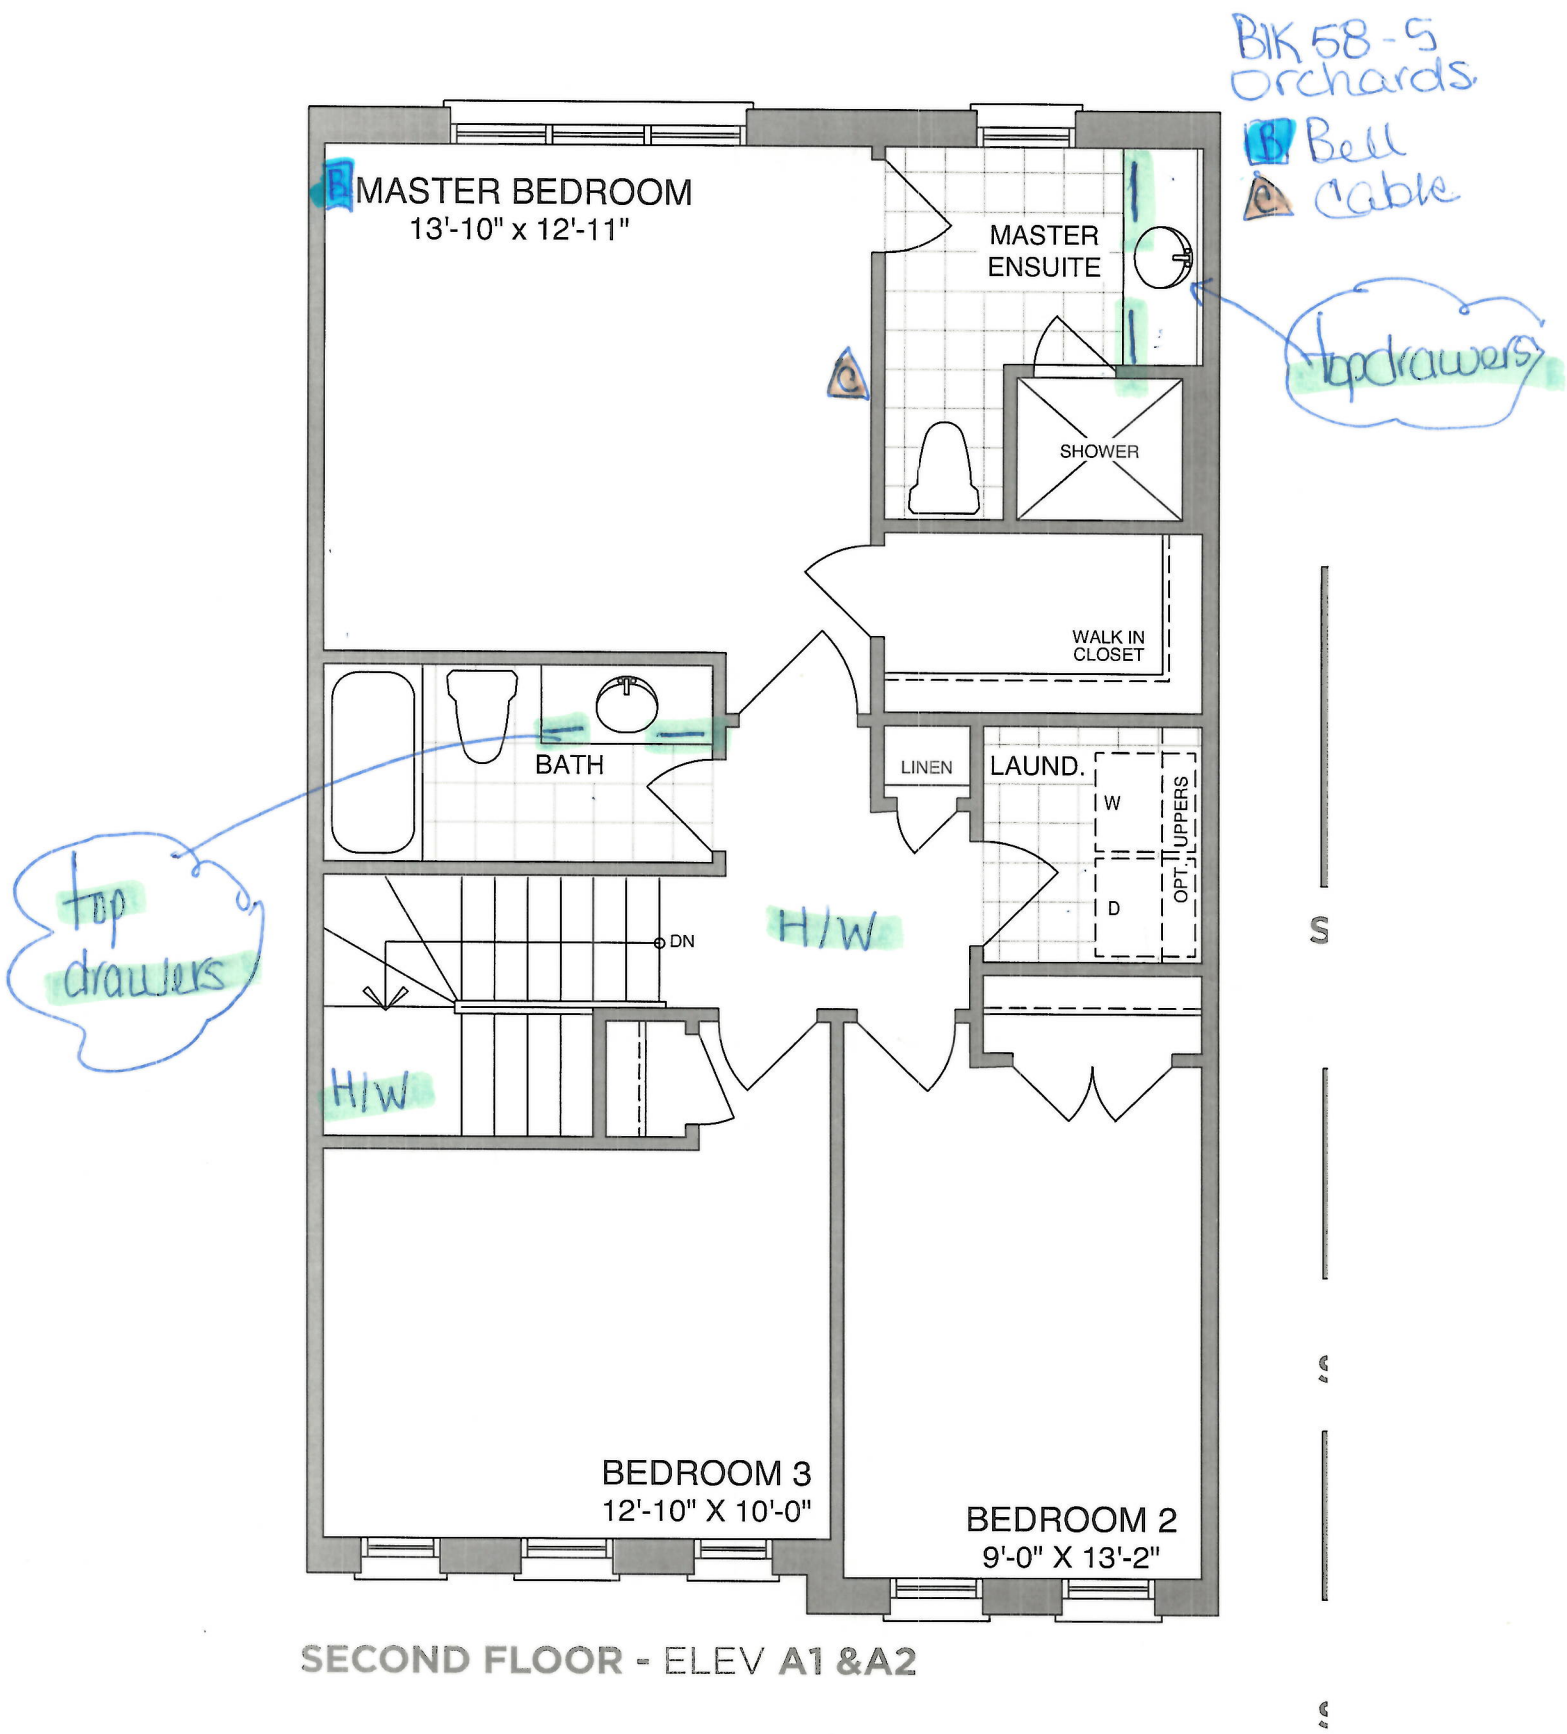 BlK 58-5
Orchards
B Bell
C Cable
B
MASTER BEDROOM
13'-10" x 12'-11"
MASTER
ENSUITE
topdrawers
C
SHOWER
WALK IN
CLOSET
BATH
LINEN
LAUND.
W
OPT. UPPERS
D
top
drawers
H/W
DN
H/W
BEDROOM 3
12'-10" X 10'-0"
BEDROOM 2
9'-0" X 13'-2"
SECOND FLOOR - ELEV A1 &A2
S